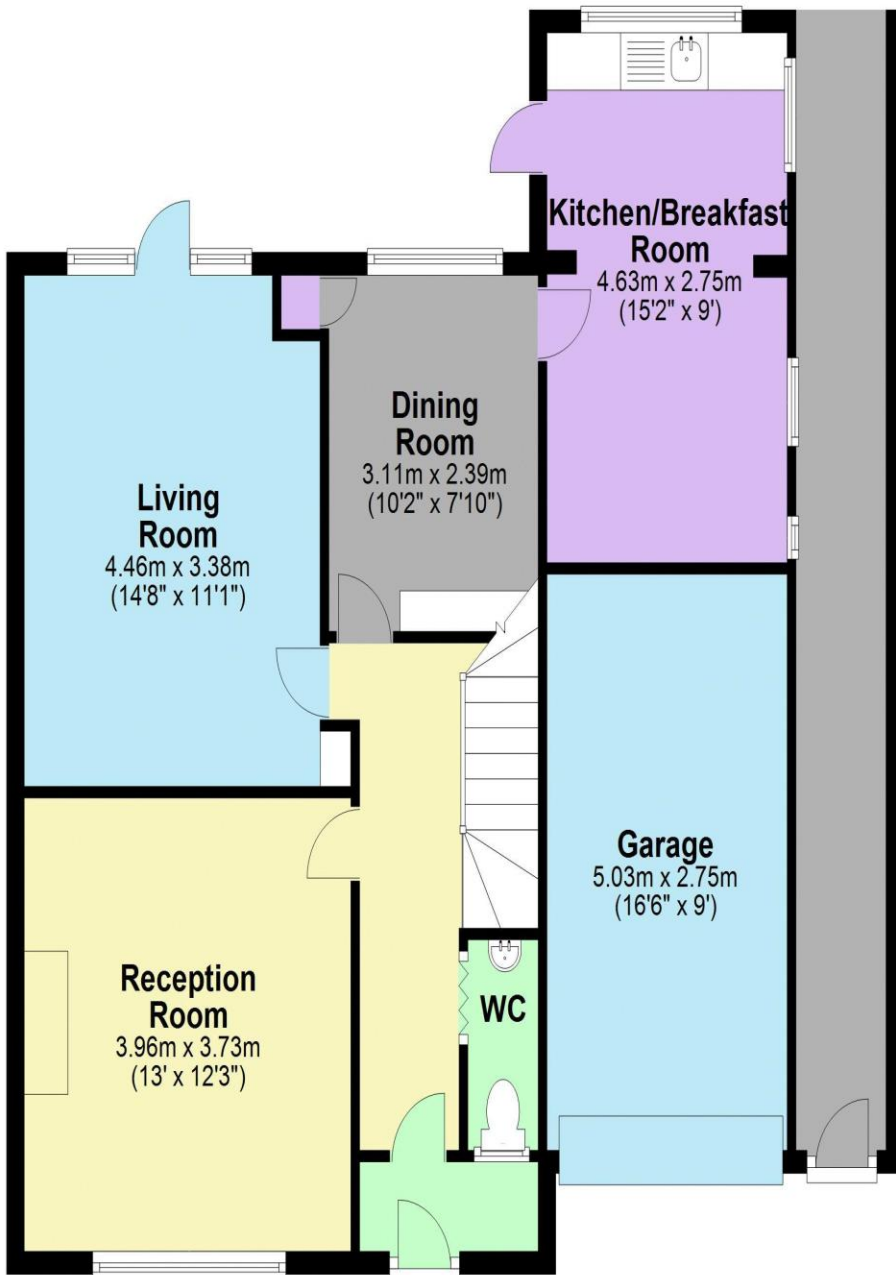 Kitchen/Breakfast
Room
4.63m x 2.75m
(15'2" x 9')
Dining
Room
3.11m x 2.39m
(10'2" x 7'10")
Living
Room
4.46m x 3.38m
(14'8" x 11'1")
Garage
5.03m x 2.75m
(16'6" x 9')
Reception
Room
3.96m x 3.73m
(13' x 12'3")
WC